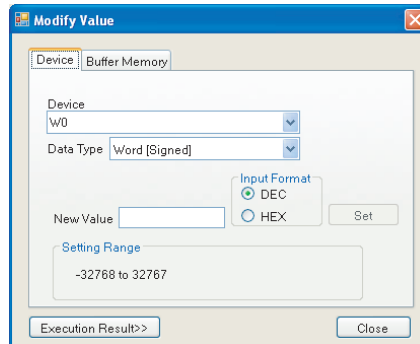 Modify Value
Device Buffer Memory
Device
W0
Data Type Word [Signed]
Input Format
DEC
New Value HEX Set
Setting Range
-32768 to 32767
Execution Result>> Close